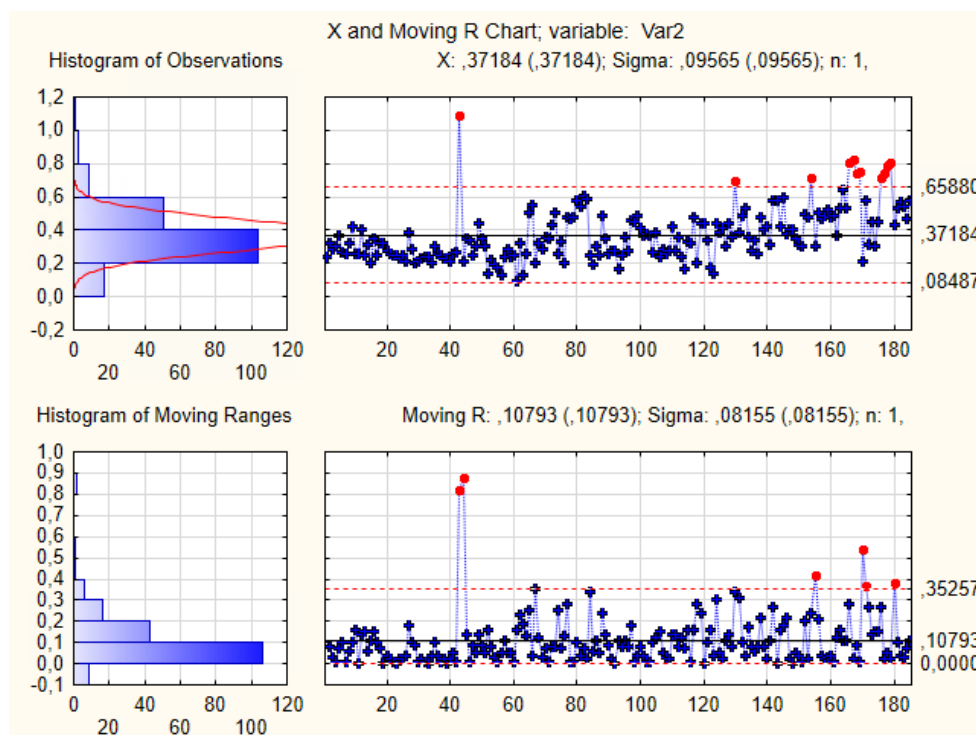 X and Moving R Chart; variable: Var2
Histogram of Observations
X: ,37184 (,37184); Sigma: ,09565 (,09565); n: 1,
1,2
1,0
0,8
0,6
0,4
0,2
0,0
-0,2
0 40 80 120
20 60 100
20 40 60 80 100 120 140 160 180
,65880
,37184
,08487
Histogram of Moving Ranges
Moving R: ,10793 (,10793); Sigma: ,08155 (,08155); n: 1,
1,0
0,9
0,8
0,7
0,6
0,5
0,4
0,3
0,2
0,1
0,0
-0,1
0 40 80 120
20 60 100
20 40 60 80 100 120 140 160 180
,35257
,10793
0,0000